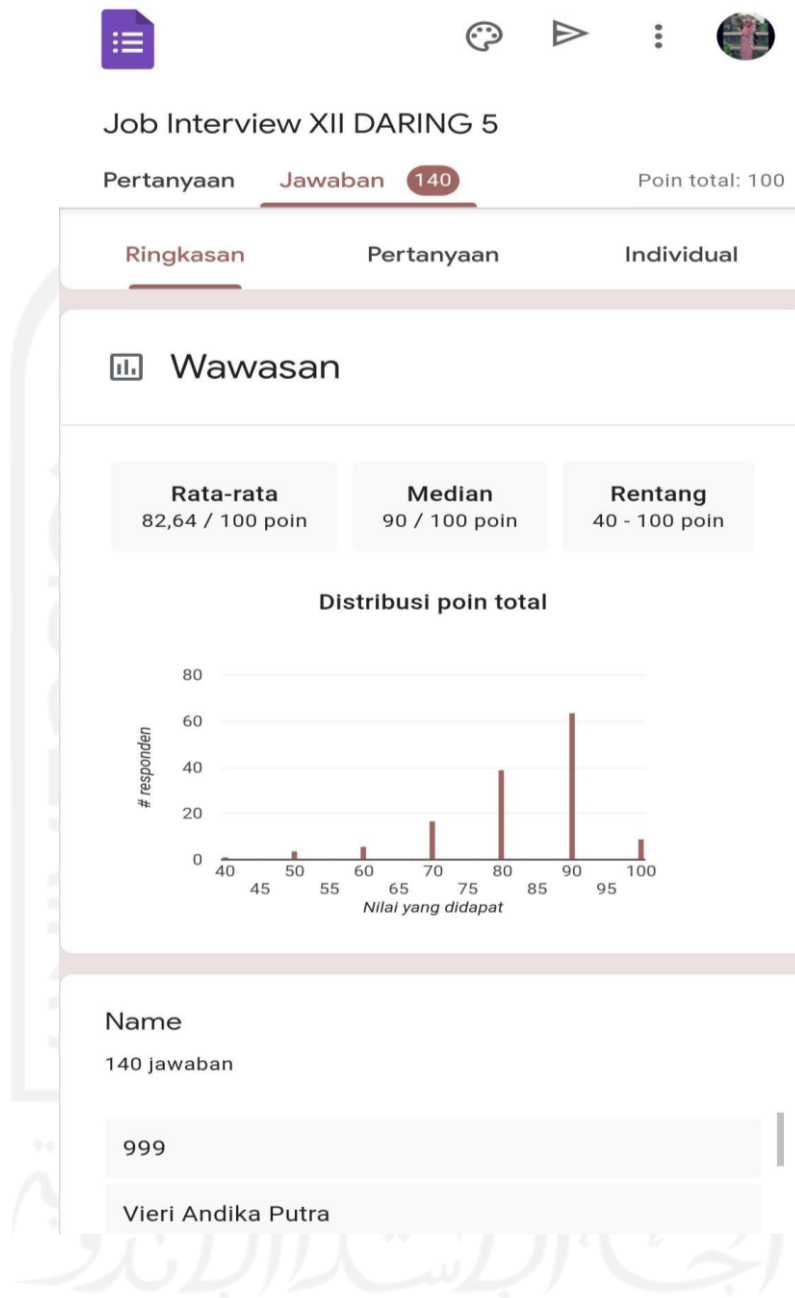 Job Interview XII DARING 5
Pertanyaan Jawaban 140 Poin total: 100
Ringkasan Pertanyaan Individual
Wawasan
Rata-rata Median Rentang
82,64 / 100 poin 90 / 100 poin 40 - 100 poin
Distribusi poin total
80
60
40
20
0
# responden
40 50 60 70 80 90 100
45 55 65 75 85 95
Nilai yang didapat
Name
140 jawaban
999
Vieri Andika Putra